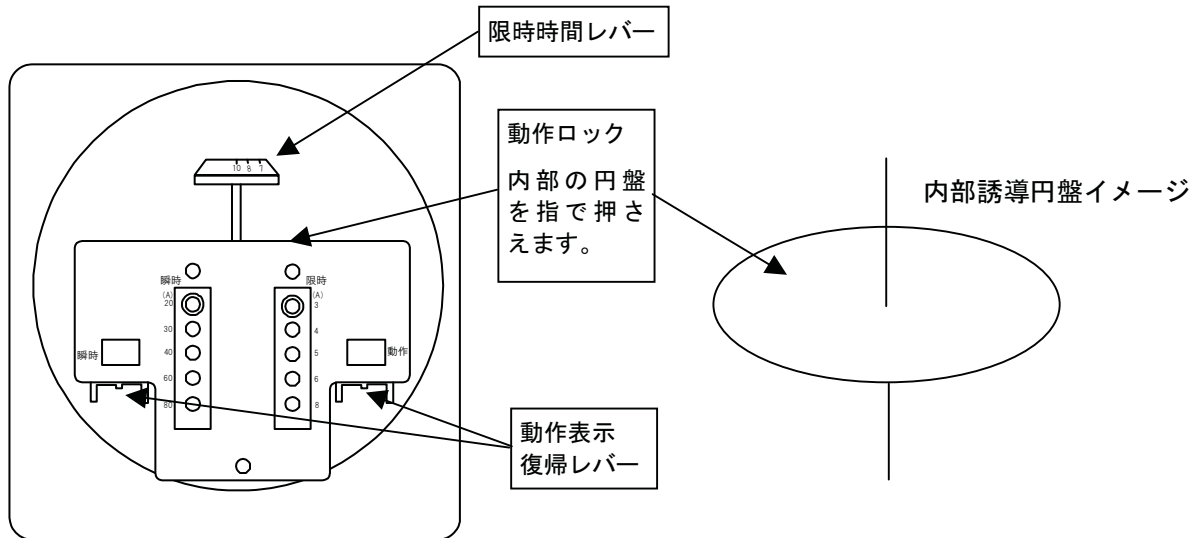 限時時間レバー
動作ロック
内部の円盤
を指で押さ
えます。
内部誘導円盤イメージ
10 8 7
瞬時
(A)
20
30
40
60
80
限時
(A)
3
4
5
6
8
瞬時
動作
動作表示
復帰レバー